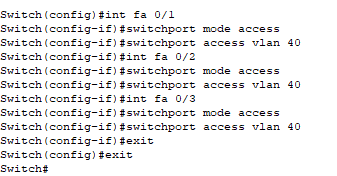 Switch(config)#int fa 0/1
Switch(config-if)#switchport mode access
Switch(config-if)#switchport access vlan 40
Switch(config-if)#int fa 0/2
Switch(config-if)#switchport mode access
Switch(config-if)#switchport access vlan 40
Switch(config-if)#int fa 0/3
Switch(config-if)#switchport mode access
Switch(config-if)#switchport access vlan 40
Switch(config-if)#exit
Switch(config)#exit
Switch#